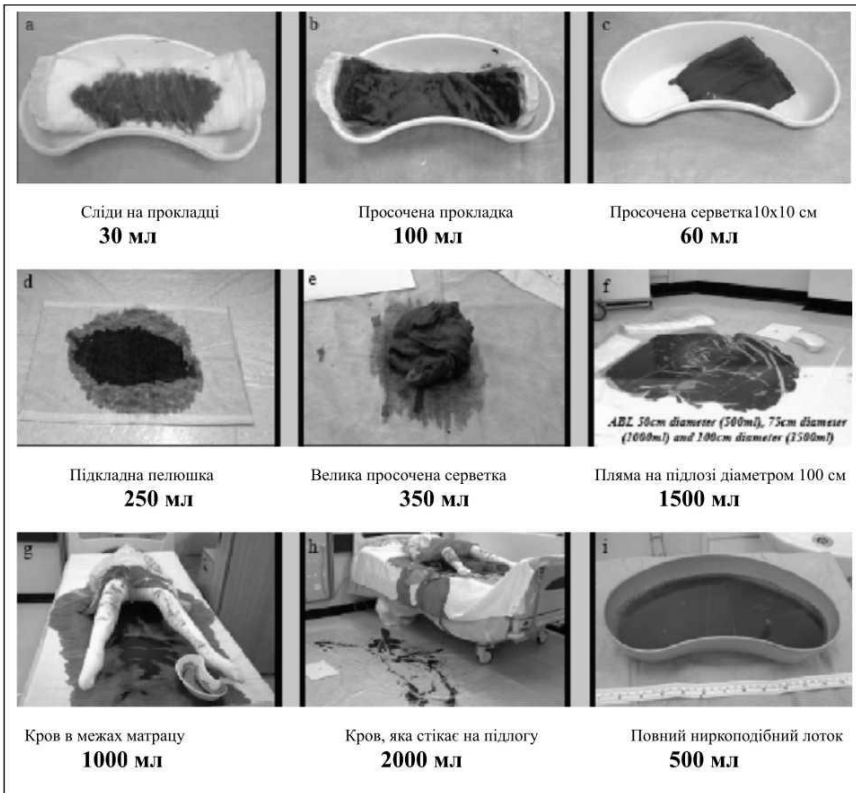 a
b
c
Сліди на прокладці
30 мл
Просочена прокладка
100 мл
Просочена серветка10x10 см
60 мл
d
e
f
ABL 50cm diameter (500ml), 75cm diameter
(1000ml) and 100cm diameter (1500ml)
Підкладна пелюшка
250 мл
Велика просочена серветка
350 мл
Пляма на підлозі діаметром 100 см
1500 мл
g
h
i
Кров в межах матрацу
1000 мл
Кров, яка стікає на підлогу
2000 мл
Повний ниркоподібний лоток
500 мл